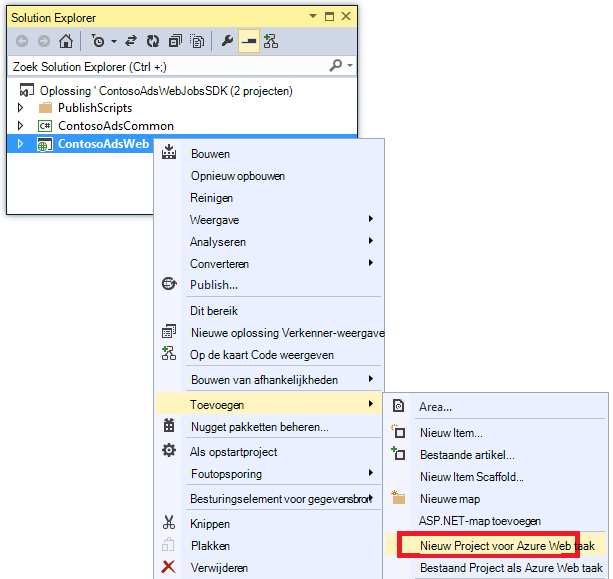 Solution Explorer
Zoek Solution Explorer (Ctrl +;)
Oplossing ' ContosoAdsWebJobsSDK (2 projecten)
PublishScripts
C# ContosoAdsCommon
ContosoAdsWeb
Bouwen
Opnieuw opbouwen
Reinigen
Weergave
Analyseren
Converteren
Publish...
Dit bereik
Nieuwe oplossing Verkenner-weergave
Op de kaart Code weergeven
Bouwen van afhankelijkheden
Toevoegen
Nugget pakketten beheren...
Als opstartproject
Foutopsporing
Besturingselement voor gegevensbron
Knippen
Plakken
Verwijderen
Area...
Nieuw Item...
Bestaande artikel...
Nieuw Item Scaffold...
Nieuwe map
ASP.NET-map toevoegen
Nieuw Project voor Azure Web taak
Bestaand Project als Azure Web taak